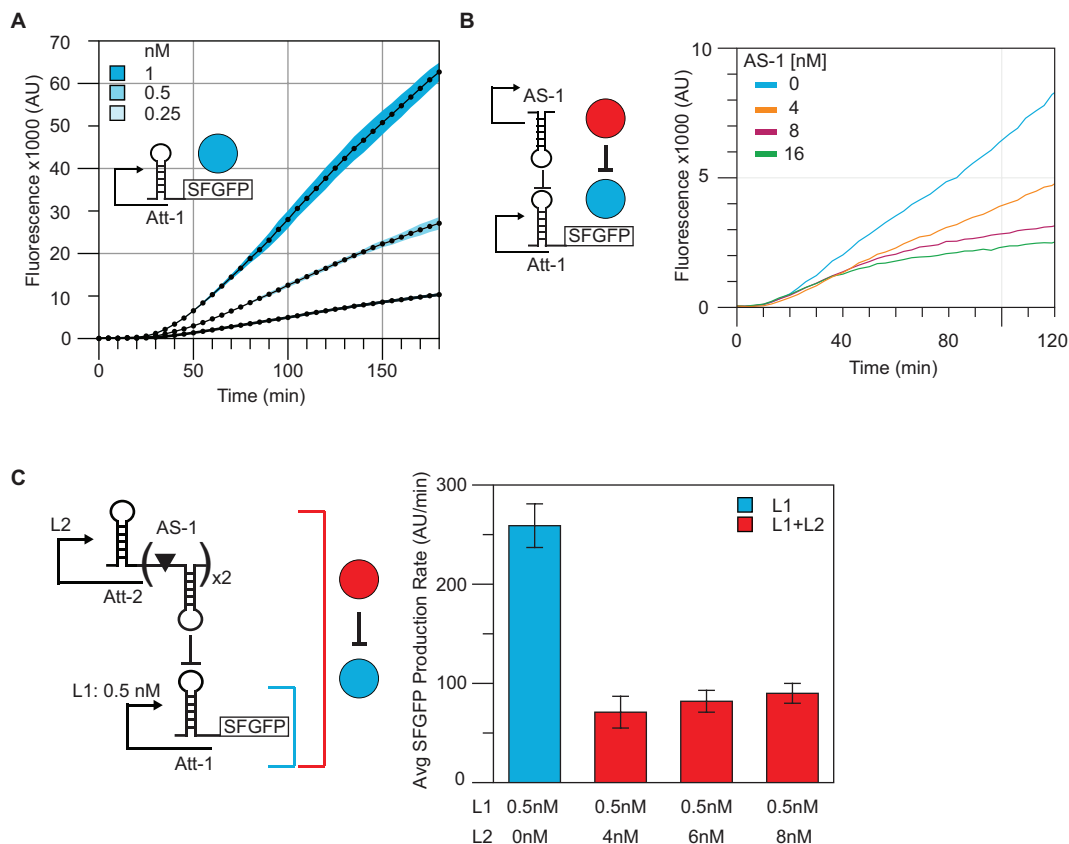 A
70
60
50
40
30
20
10
0
Fluorescence x1000 (AU)
nM
1
0.5
0.25
SFGFP
Att-1
0 50 100 150
Time (min)
B
AS-1
SFGFP
Att-1
10
5
0
Fluorescence x1000 (AU)
AS-1 [nM]
0
4
8
16
0 40 80 120
Time (min)
C
L2
AS-1
( ) x2
Att-2
L1: 0.5 nM
SFGFP
Att-1
300
200
100
0
Avg SFGFP Production Rate (AU/min)
L1
L1+L2
L1 0.5nM 0.5nM 0.5nM 0.5nM
L2 0nM 4nM 6nM 8nM